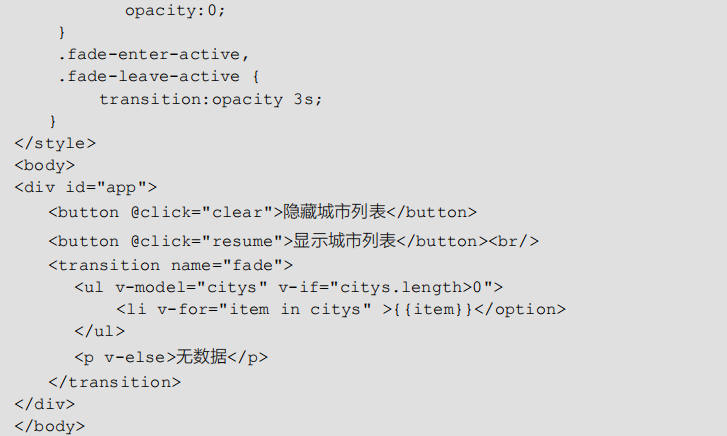 opacity:0;
}
.fade-enter-active,
.fade-leave-active {
transition:opacity 3s;
}
</style>
<body>
<div id="app">
<button @click="clear">隐藏城市列表</button>
<button @click="resume">显示城市列表</button><br/>
<transition name="fade">
<ul v-model="citys" v-if="citys.length>0">
<li v-for="item in citys" >{{item}}</option>
</ul>
<p v-else>无数据</p>
</transition>
</div>
</body>